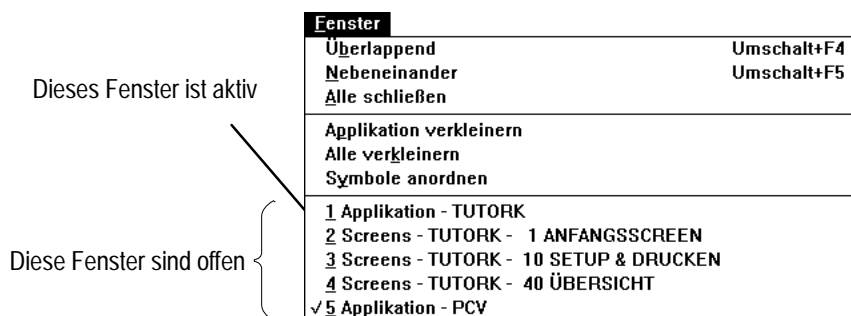 Fenster
Überlappend Umschalt+F4
Nebeneinander Umschalt+F5
Alle schließen
Dieses Fenster ist aktiv
Applikation verkleinern
Alle verkleinern
Symbole anordnen
1 Applikation - TUTORK
2 Screens - TUTORK - 1 ANFANGSSCREEN
3 Screens - TUTORK - 10 SETUP & DRUCKEN
4 Screens - TUTORK - 40 ÜBERSICHT
✓5 Applikation - PCV
Diese Fenster sind offen